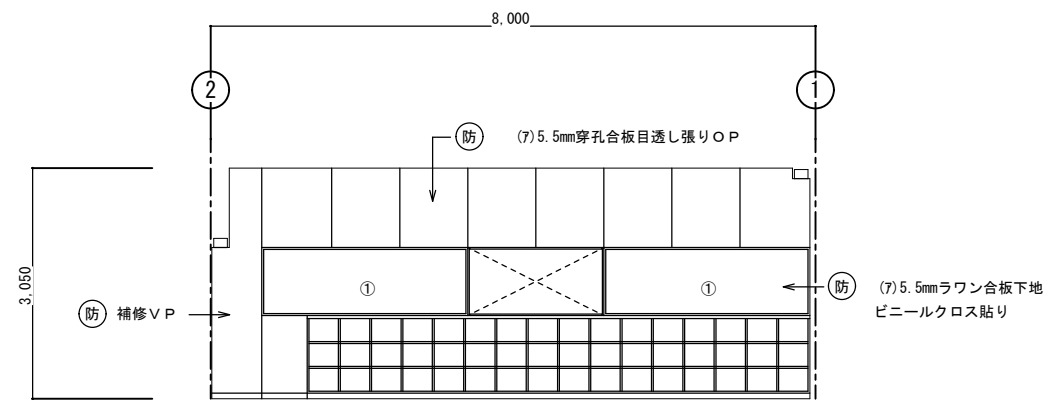 8,000
2
1
防 (ｱ)5.5mm穿孔合板目透し張りＯＰ
3,050
① ①
防 補修ＶＰ
防 (ｱ)5.5mmラワン合板下地
ビニールクロス貼り